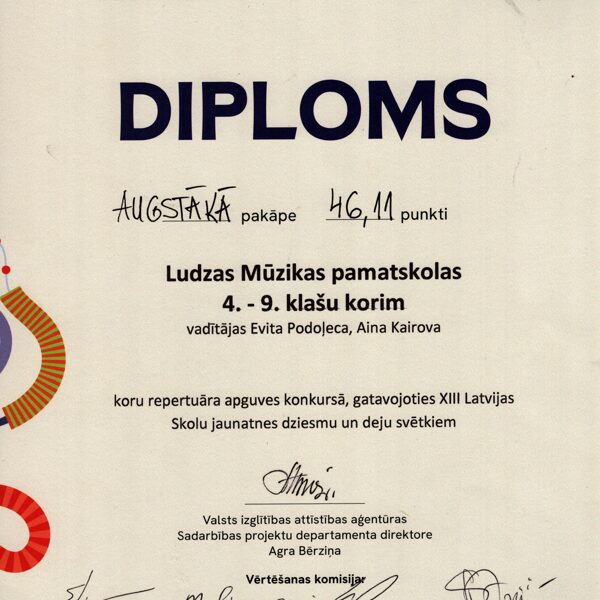 DIPLOMS
AUGSTĀKĀ pakāpe 46,11 punkti
Ludzas Mūzikas pamatskolas
4. - 9. klašu korim
vadītājas Evita Podoļeca, Aina Kairova
koru repertuāra apguves konkursā, gatavojoties XIII Latvijas
Skolu jaunatnes dziesmu un deju svētkiem
Valsts izglītības attīstības aģentūras
Sadarbības projektu departamenta direktore
Agra Bērziņa
Vērtēšanas komisija: